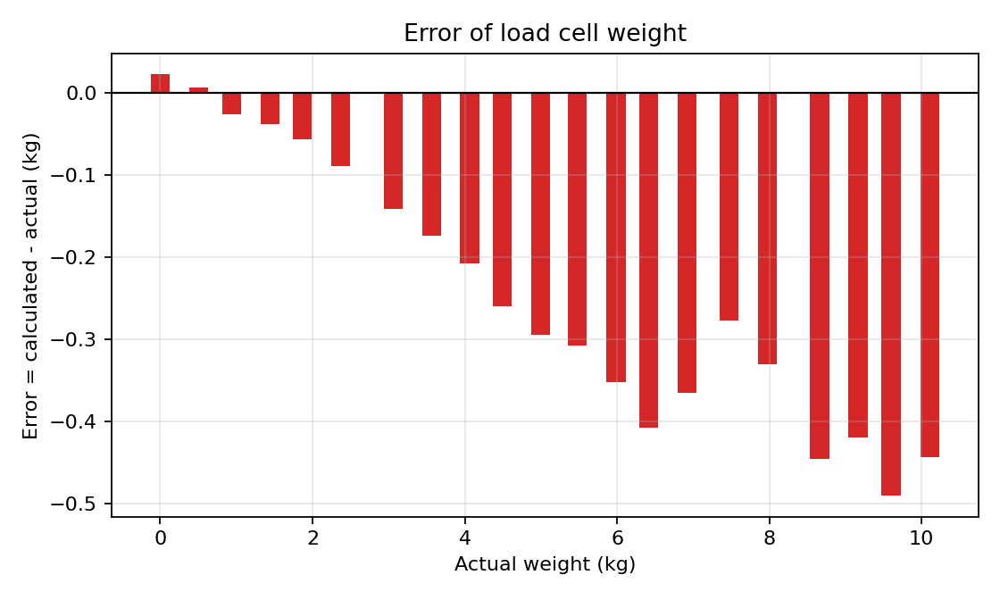 Error of load cell weight
Error = calculated - actual (kg)
0.0
−0.1
−0.2
−0.3
−0.4
−0.5
0 2 4 6 8 10
Actual weight (kg)